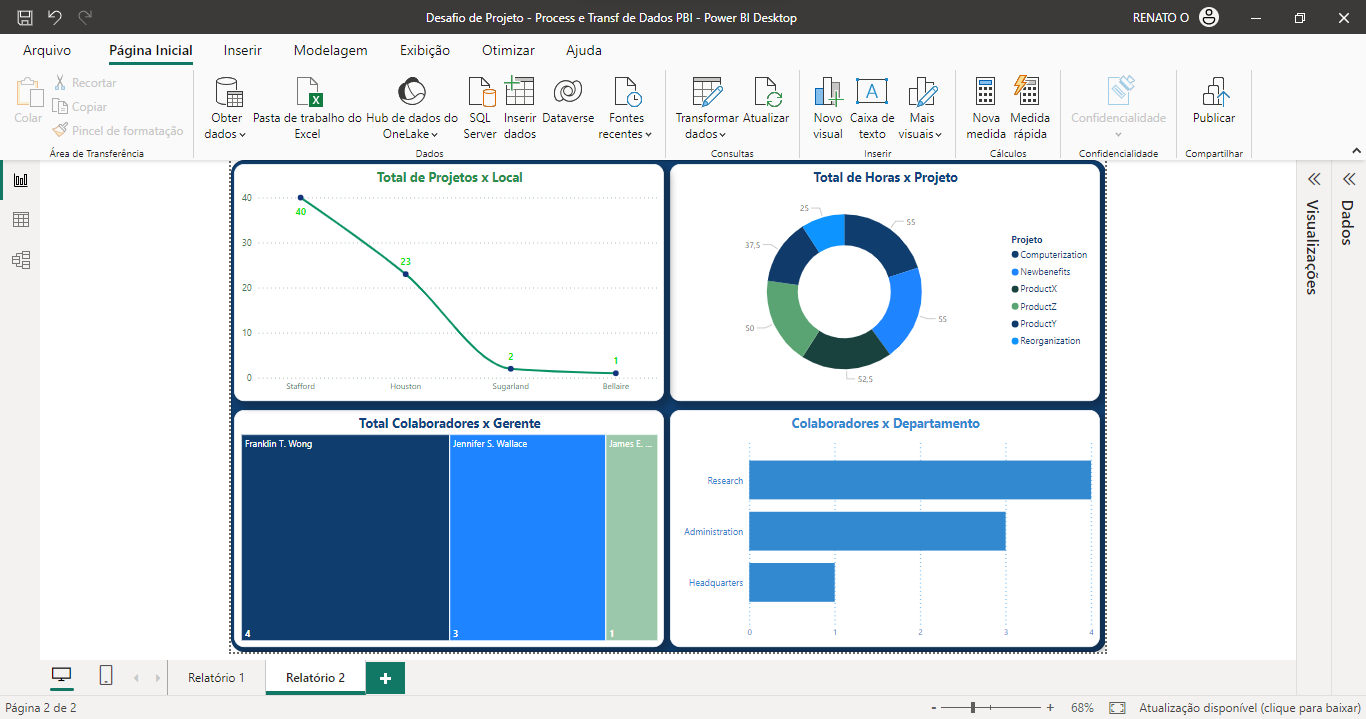 Desafio de Projeto - Process e Transf de Dados PBI - Power BI Desktop
RENATO O
Arquivo
Página Inicial
Inserir
Modelagem
Exibição
Otimizar
Ajuda
Colar
Recortar
Copiar
Pincel de formatação
Área de Transferência
Obter dados
Pasta de trabalho do Excel
Hub de dados do OneLake
SQL Server
Inserir dados
Dataverse
Fontes recentes
Dados
Transformar dados
Atualizar
Consultas
Novo visual
Caixa de texto
Mais visuais
Inserir
Nova medida
Medida rápida
Cálculos
Confidencialidade
Confidencialidade
Publicar
Compartilhar
Total de Projetos x Local
40
30
20
10
0
40
23
2
1
Stafford
Houston
Sugarland
Bellaire
Total de Horas x Projeto
25
55
37,5
50
55
52,5
Projeto
Computerization
Newbenefits
ProductX
ProductZ
ProductY
Reorganization
Total Colaboradores x Gerente
Franklin T. Wong
4
Jennifer S. Wallace
3
James E. ...
1
Colaboradores x Departamento
Research
Administration
Headquarters
0
1
2
3
4
Visualizações
Dados
Relatório 1
Relatório 2
Página 2 de 2
68%
Atualização disponível (clique para baixar)